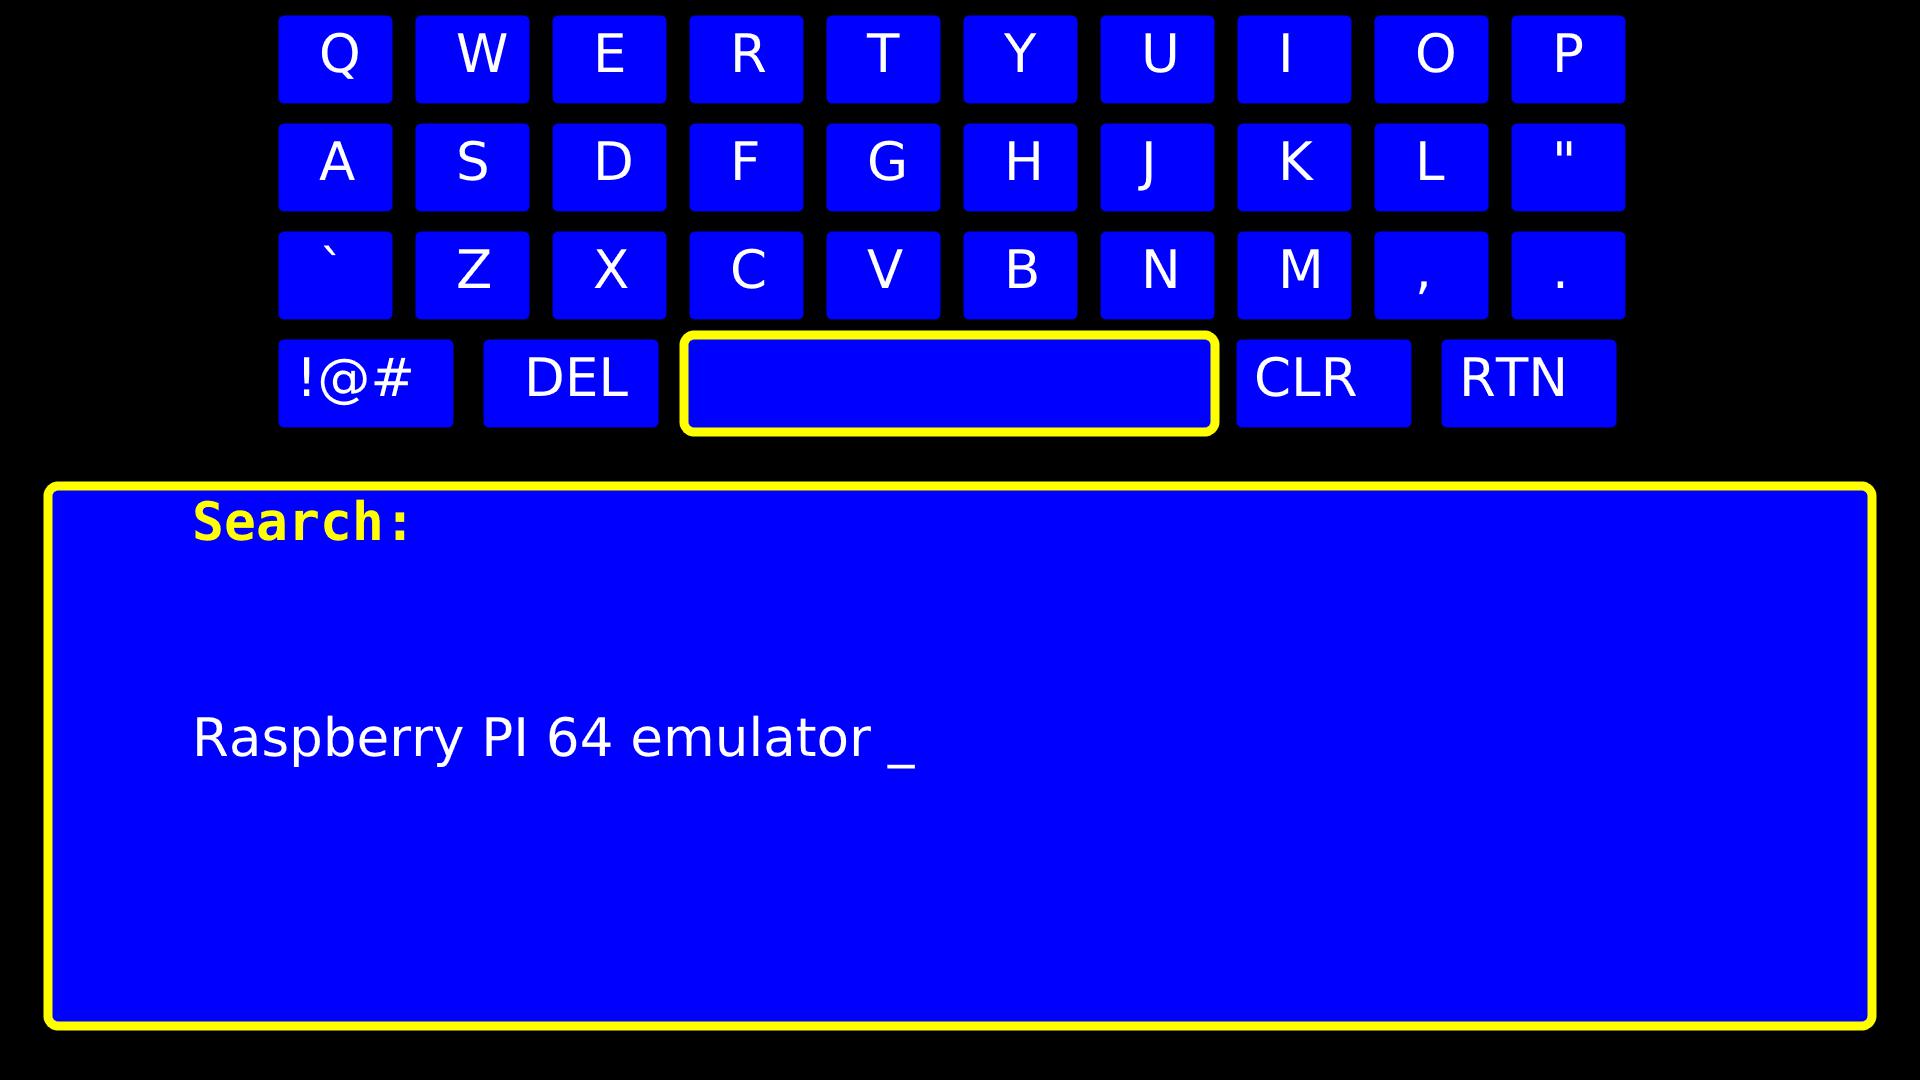 Q W E R T Y U I O P
A S D F G H J K L "
` Z X C V B N M , .
!@# DEL CLR RTN
Search:
Raspberry PI 64 emulator _